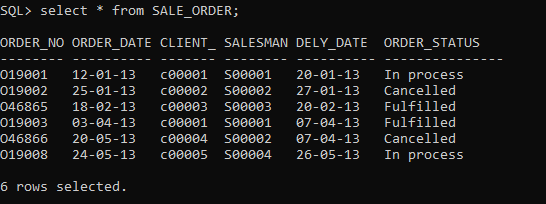 SQL> select * from SALE_ORDER;
ORDER_NO ORDER_DATE CLIENT_ SALESMAN DELY_DATE  ORDER_STATUS
-------- ---------- ------- -------- ---------- ---------------
O19001   12-01-13   c00001  S00001   20-01-13   In process
O19002   25-01-13   c00002  S00002   27-01-13   Cancelled
O46865   18-02-13   c00003  S00003   20-02-13   Fulfilled
O19003   03-04-13   c00001  S00001   07-04-13   Fulfilled
O46866   20-05-13   c00004  S00002   07-04-13   Cancelled
O19008   24-05-13   c00005  S00004   26-05-13   In process
6 rows selected.